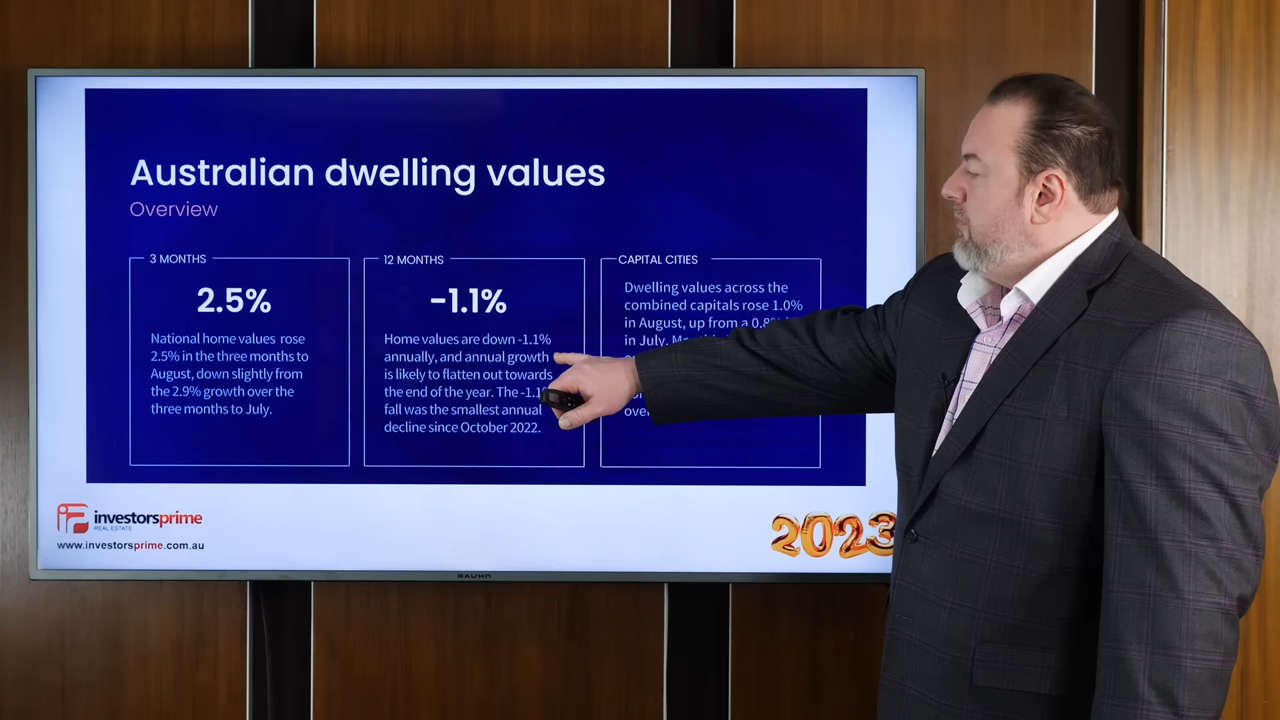 Australian dwelling values
Overview
3 MONTHS
2.5%
National home values rose
2.5% in the three months to
August, down slightly from
the 2.9% growth over the
three months to July.
12 MONTHS
-1.1%
Home values are down -1.1%
annually, and annual growth
is likely to flatten out towards
the end of the year. The
fall was the smallest annual
decline since October 2022.
CAPITAL CITIES
Dwelling values across the
combined capitals rose 1.0%
in August, up from a
in July.
investorsprime
REAL ESTATE
www.investorsprime.com.au
2023
BAUHN